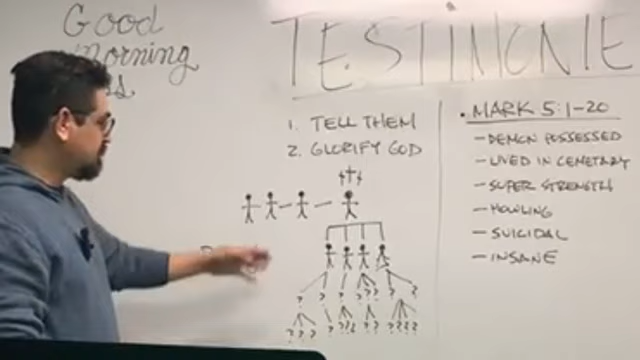 Good
Morning
TESTIMONIE
1. TELL THEM
2. GLORIFY GOD
• MARK 5:1-20
- DEMON POSSESSED
- LIVED IN CEMETARY
- SUPER STRENGTH
- HOWLING
- SUICIDAL
- INSANE
? ? ? ? ? ?
? ? ? ? ? ? ? ? ? ? ? ?